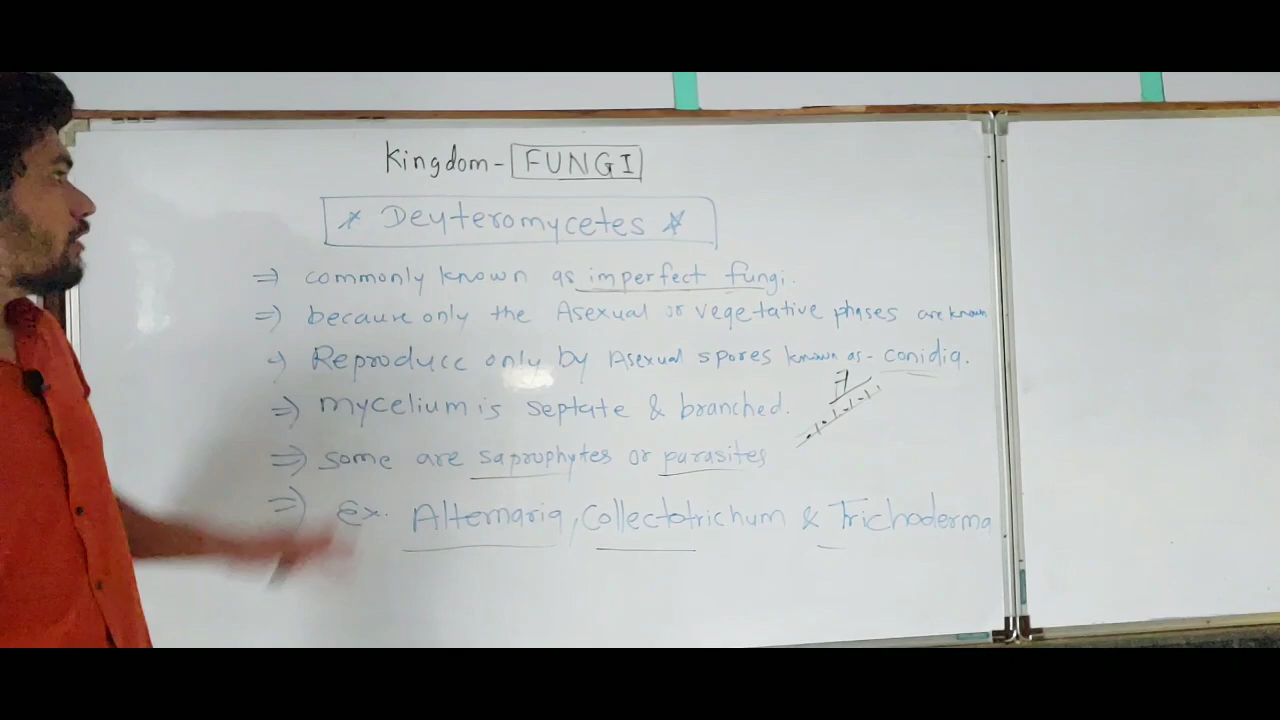 Kingdom - FUNGI
* Deuteromycetes *
⇒ commonly known as imperfect fungi.
⇒ because only the Asexual or vegetative phases are known
→ Reproduce only by Asexual spores known as - conidia.
⇒ mycelium is septate & branched.
⇒ some are saprophytes or parasites
⇒ Ex. Alternaria, Collectotrichum & Trichoderma